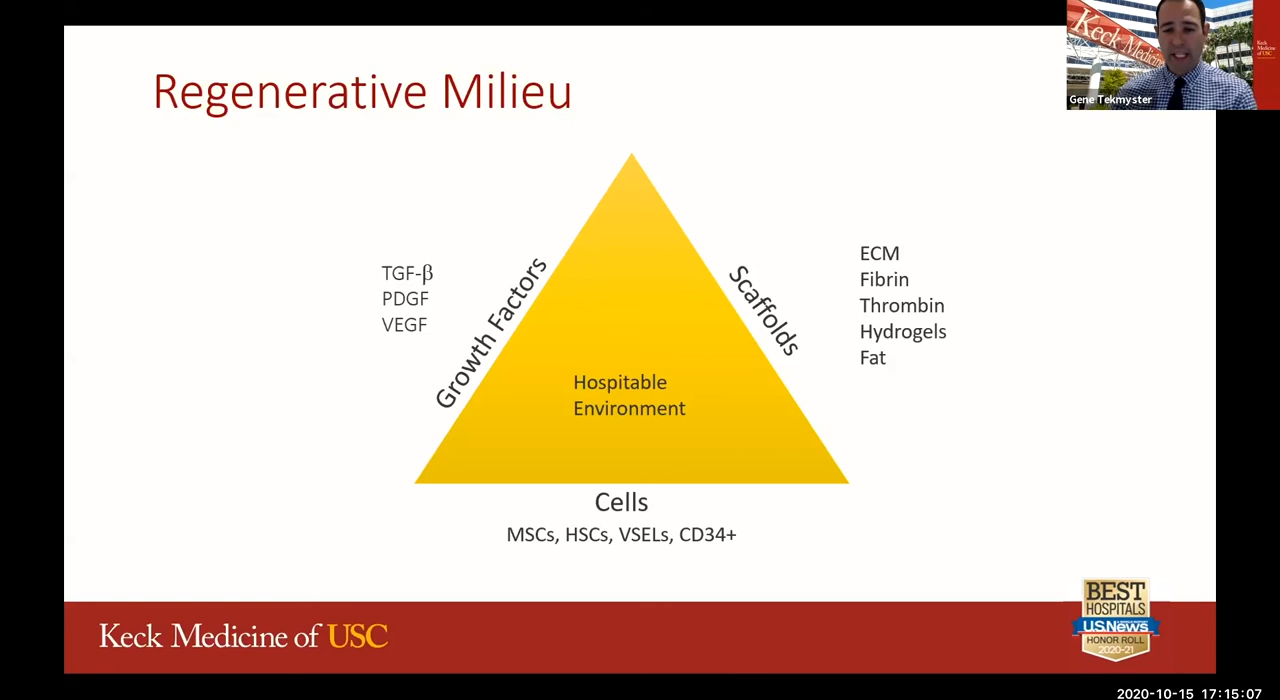 Regenerative Milieu
Keck Medicine
Keck
Medicine
of USC
Gene Tekmyster
TGF-β
PDGF
VEGF
Growth Factors
Scaffolds
ECM
Fibrin
Thrombin
Hydrogels
Fat
Hospitable
Environment
Cells
MSCs, HSCs, VSELs, CD34+
Keck Medicine of USC
BEST
HOSPITALS
U.S.News
HONOR ROLL
2020-21
2020-10-15 17:15:07